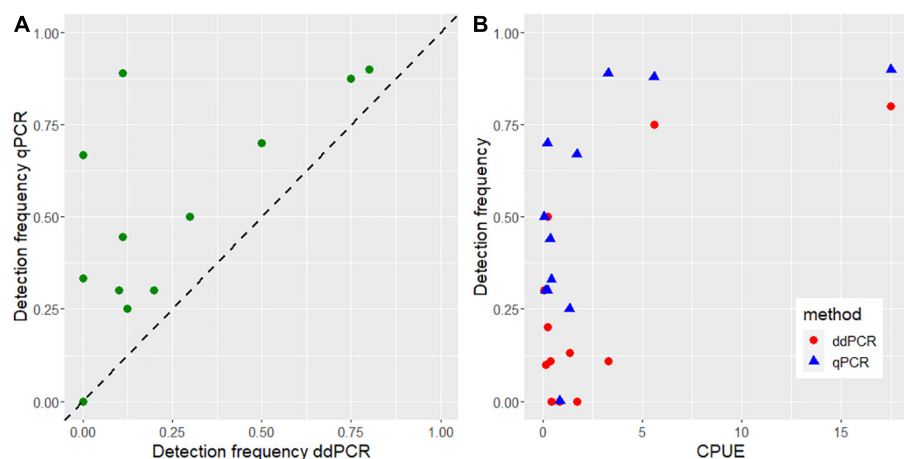 A
1.00
0.75
0.50
0.25
0.00
Detection frequency qPCR
0.00
0.25
0.50
0.75
1.00
Detection frequency ddPCR
B
1.00
0.75
0.50
0.25
0.00
Detection frequency
0
5
10
15
CPUE
method
ddPCR
qPCR